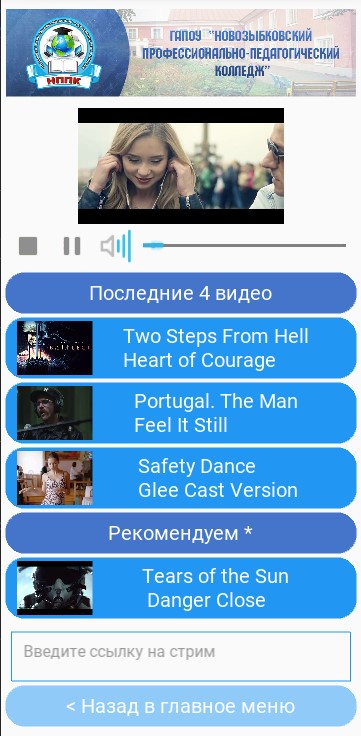 ГАПОУ "НОВОЗЫБКОВСКИЙ
ПРОФЕССИОНАЛЬНО-ПЕДАГОГИЧЕСКИЙ
КОЛЛЕДЖ"
НППК
Последние 4 видео
Two Steps From Hell
Heart of Courage
Portugal. The Man
Feel It Still
Safety Dance
Glee Cast Version
Рекомендуем *
Tears of the Sun
Danger Close
Введите ссылку на стрим
< Назад в главное меню